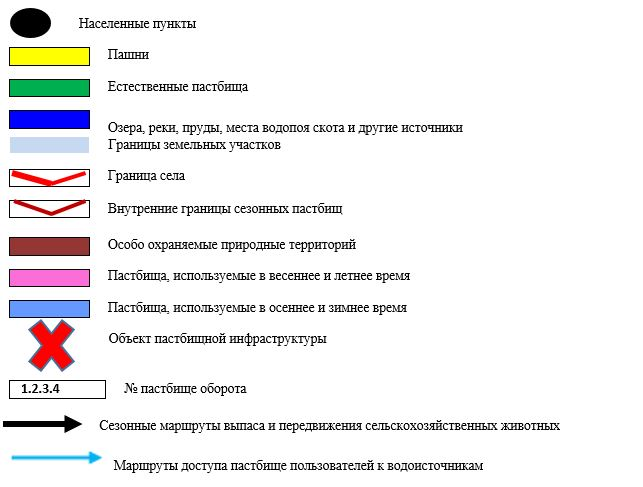 Населенные пункты
Пашни
Естественные пастбища
Озера, реки, пруды, места водопоя скота и другие источники
Границы земельных участков
Граница села
Внутренние границы сезонных пастбищ
Особо охраняемые природные территорий
Пастбища, используемые в весеннее и летнее время
Пастбища, используемые в осеннее и зимнее время
Объект пастбищной инфраструктуры
1.2.3.4 № пастбище оборота
Сезонные маршруты выпаса и передвижения сельскохозяйственных животных
Маршруты доступа пастбище пользователей к водоисточникам